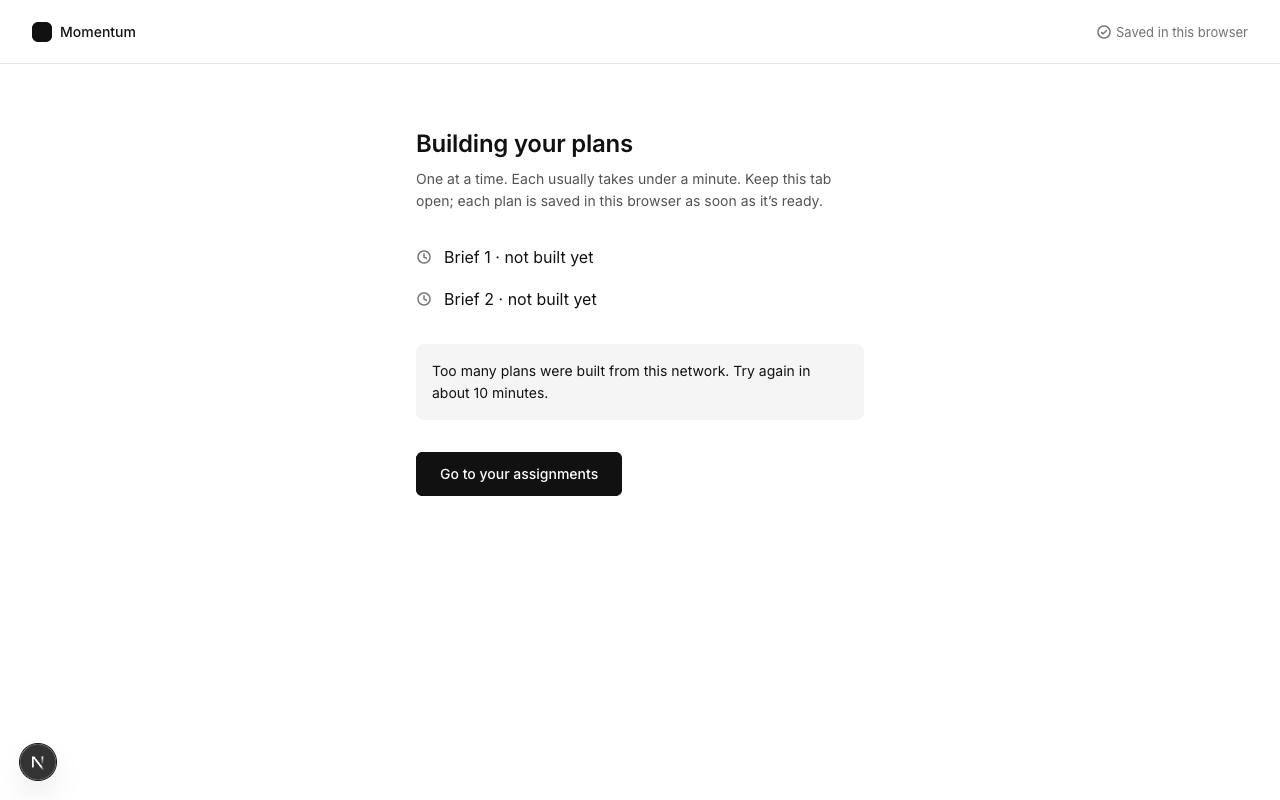 Momentum
Saved in this browser
Building your plans
One at a time. Each usually takes under a minute. Keep this tab
open; each plan is saved in this browser as soon as it’s ready.
Brief 1 · not built yet
Brief 2 · not built yet
Too many plans were built from this network. Try again in
about 10 minutes.
Go to your assignments
N